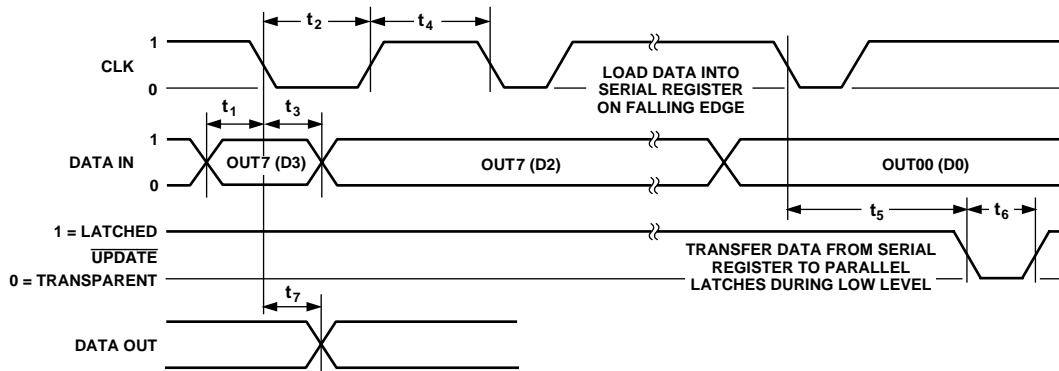 t2
t4
1
CLK
0
LOAD DATA INTO
SERIAL REGISTER
ON FALLING EDGE
t1
t3
1
DATA IN
0
OUT7 (D3)
OUT7 (D2)
OUT00 (D0)
t5
t6
1 = LATCHED
UPDATE
0 = TRANSPARENT
TRANSFER DATA FROM SERIAL
REGISTER TO PARALLEL
LATCHES DURING LOW LEVEL
t7
DATA OUT